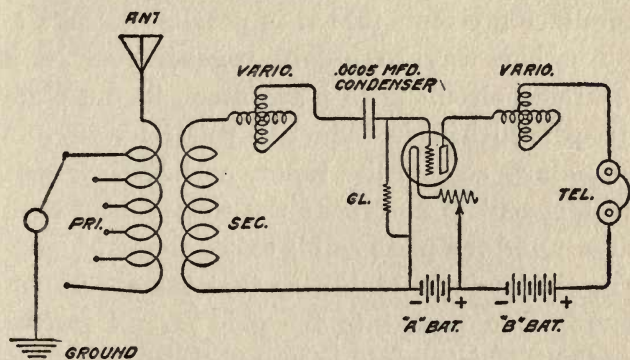 ANT
VARIO.
.0005 MFD.
CONDENSER
VARIO.
PRI.
SEC.
GL.
TEL.
- +
- +
"A" BAT.
"B" BAT.
GROUND